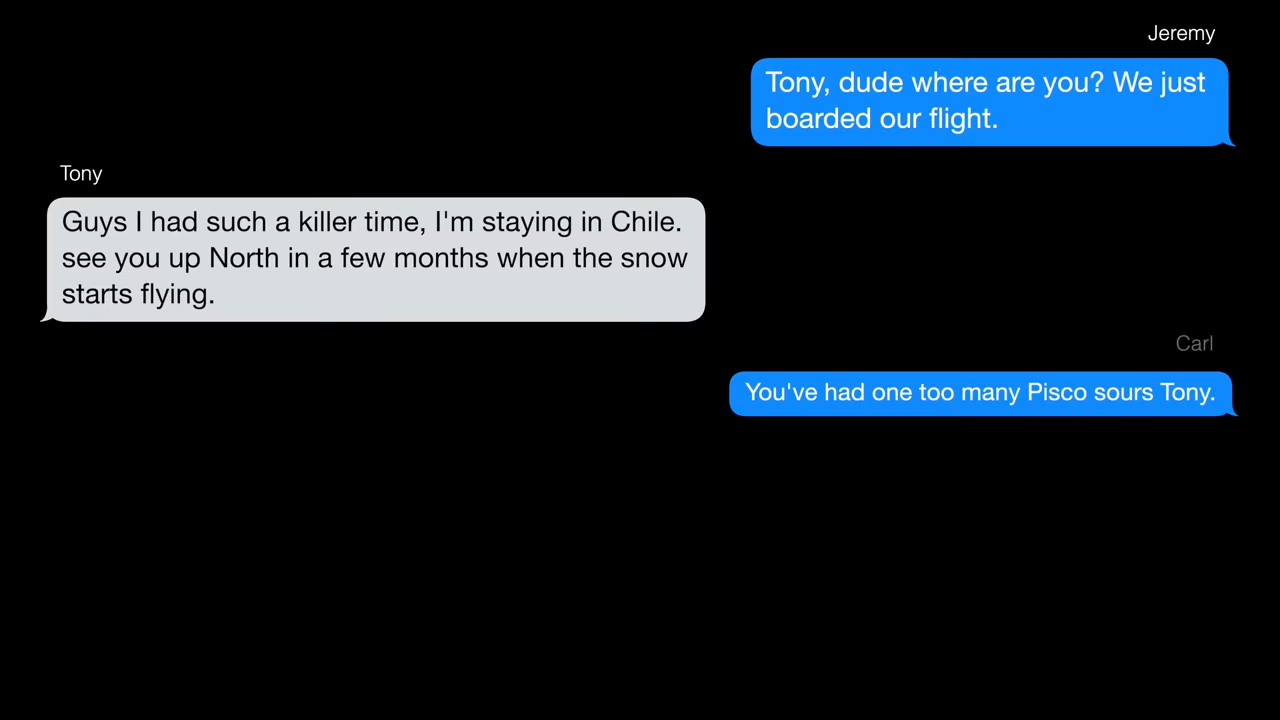 Jeremy
Tony, dude where are you? We just
boarded our flight.
Tony
Guys I had such a killer time, I'm staying in Chile.
see you up North in a few months when the snow
starts flying.
Carl
You've had one too many Pisco sours Tony.